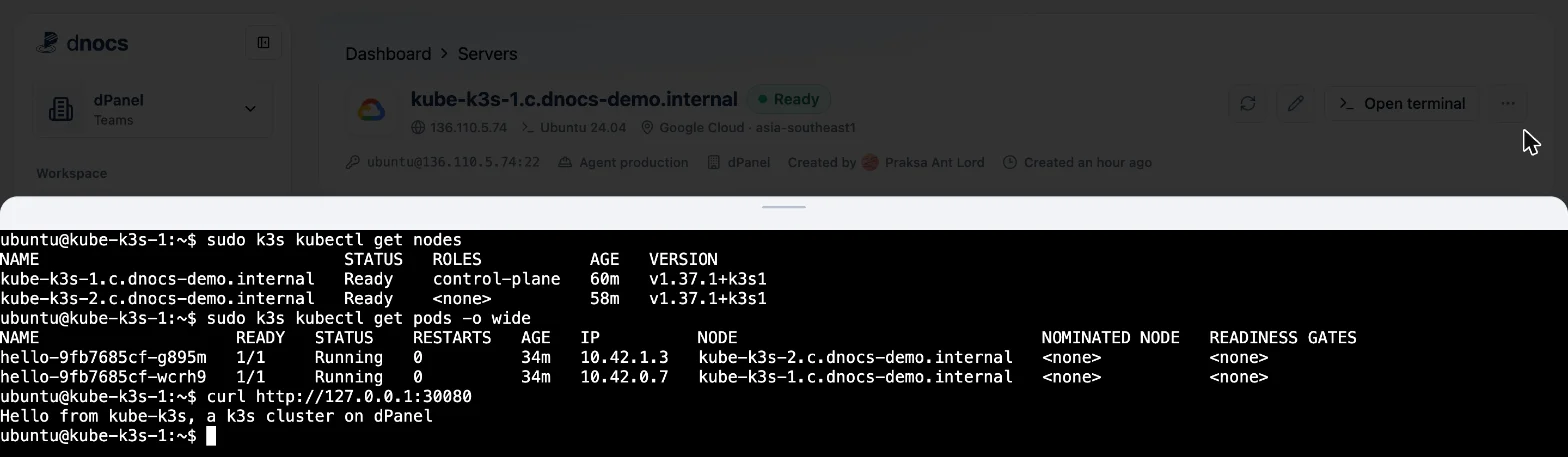 dnocs
Dashboard > Servers
dPanel
Teams
kube-k3s-1.c.dnocs-demo.internal
Ready
Open terminal
136.110.5.74
Ubuntu 24.04
Google Cloud · asia-southeast1
ubuntu@136.110.5.74:22
Agent production
dPanel
Created by Praksa Ant Lord
Created an hour ago
Workspace
ubuntu@kube-k3s-1:~$ sudo k3s kubectl get nodes
NAME STATUS ROLES AGE VERSION
kube-k3s-1.c.dnocs-demo.internal Ready control-plane 60m v1.37.1+k3s1
kube-k3s-2.c.dnocs-demo.internal Ready <none> 58m v1.37.1+k3s1
ubuntu@kube-k3s-1:~$ sudo k3s kubectl get pods -o wide
NAME READY STATUS RESTARTS AGE IP NODE NOMINATED NODE READINESS GATES
hello-9fb7685cf-g895m 1/1 Running 0 34m 10.42.1.3 kube-k3s-2.c.dnocs-demo.internal <none> <none>
hello-9fb7685cf-wcrh9 1/1 Running 0 34m 10.42.0.7 kube-k3s-1.c.dnocs-demo.internal <none> <none>
ubuntu@kube-k3s-1:~$ curl http://127.0.0.1:30080
Hello from kube-k3s, a k3s cluster on dPanel
ubuntu@kube-k3s-1:~$